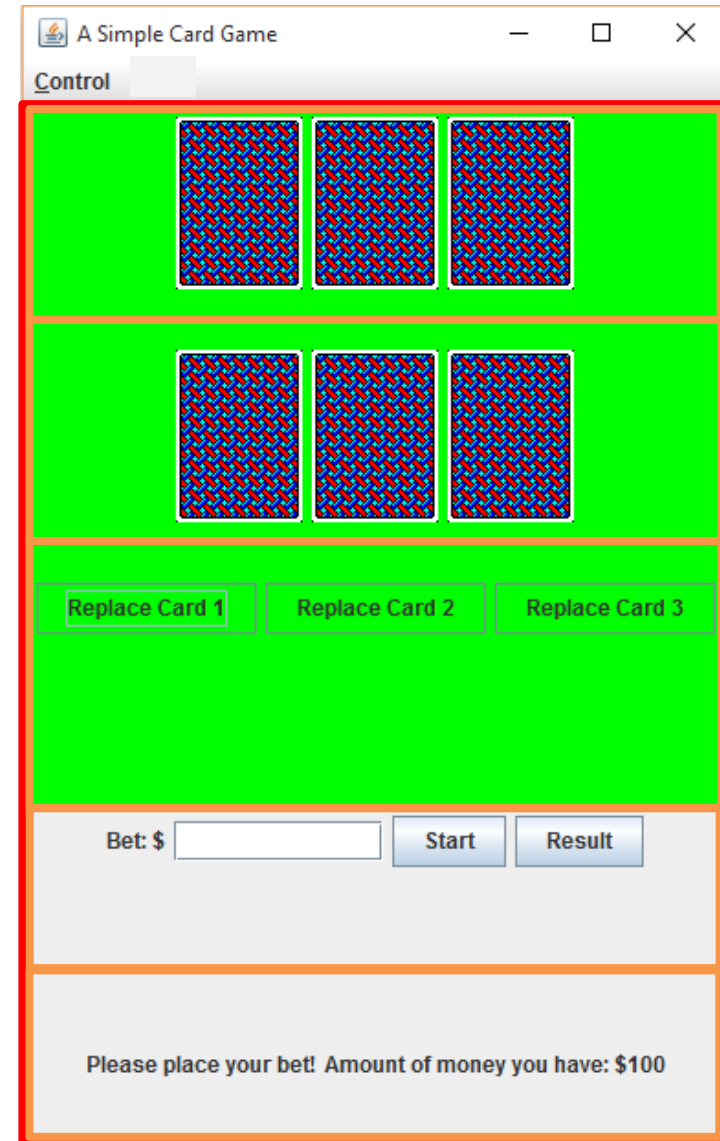 A Simple Card Game
Control
Replace Card 1 Replace Card 2 Replace Card 3
Bet: $ Start Result
Please place your bet! Amount of money you have: $100